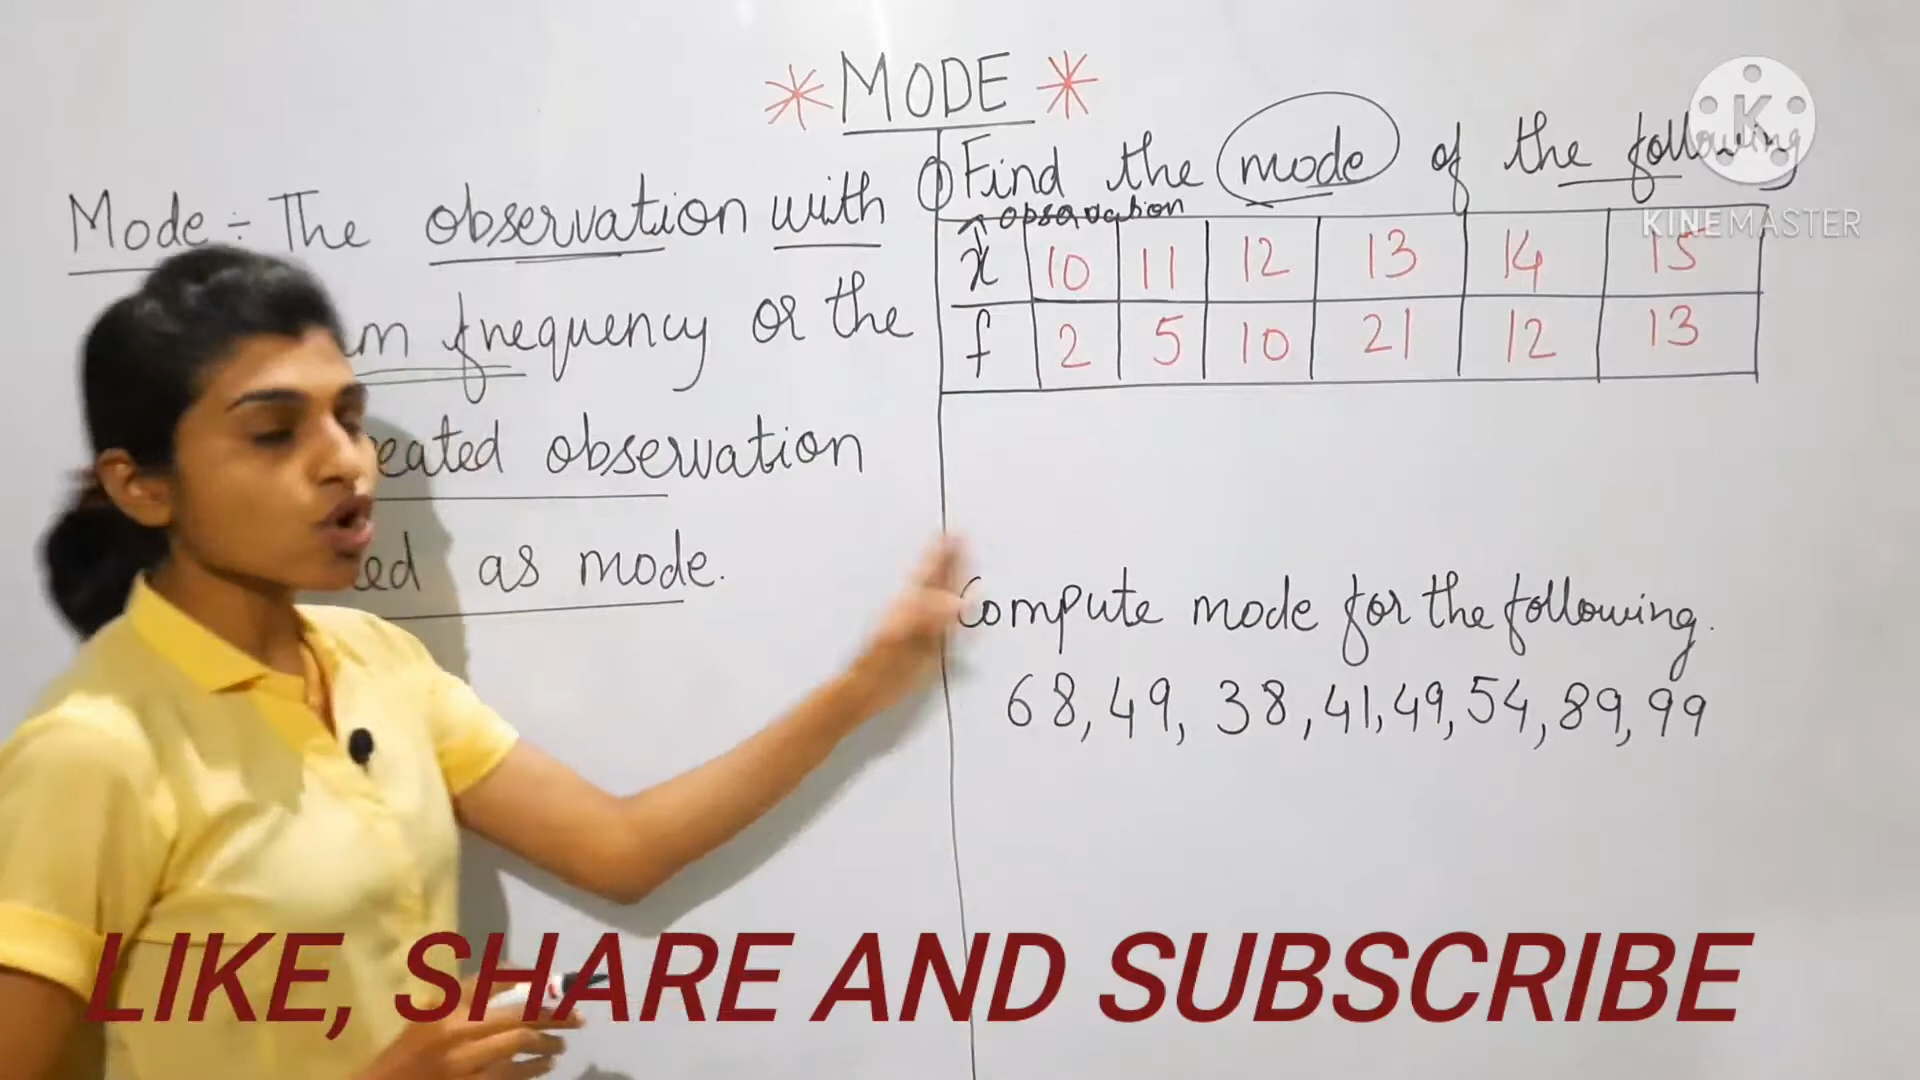 * MODE *
Mode ÷ The observation with
frequency or the
observation
as mode.
Q Find the mode of the following
observation
x 10 11 12 13 14 15
f 2 5 10 21 12 13
Compute mode for the following.
68, 49, 38, 41, 49, 54, 89, 99
K
KINEMASTER
LIKE, SHARE AND SUBSCRIBE